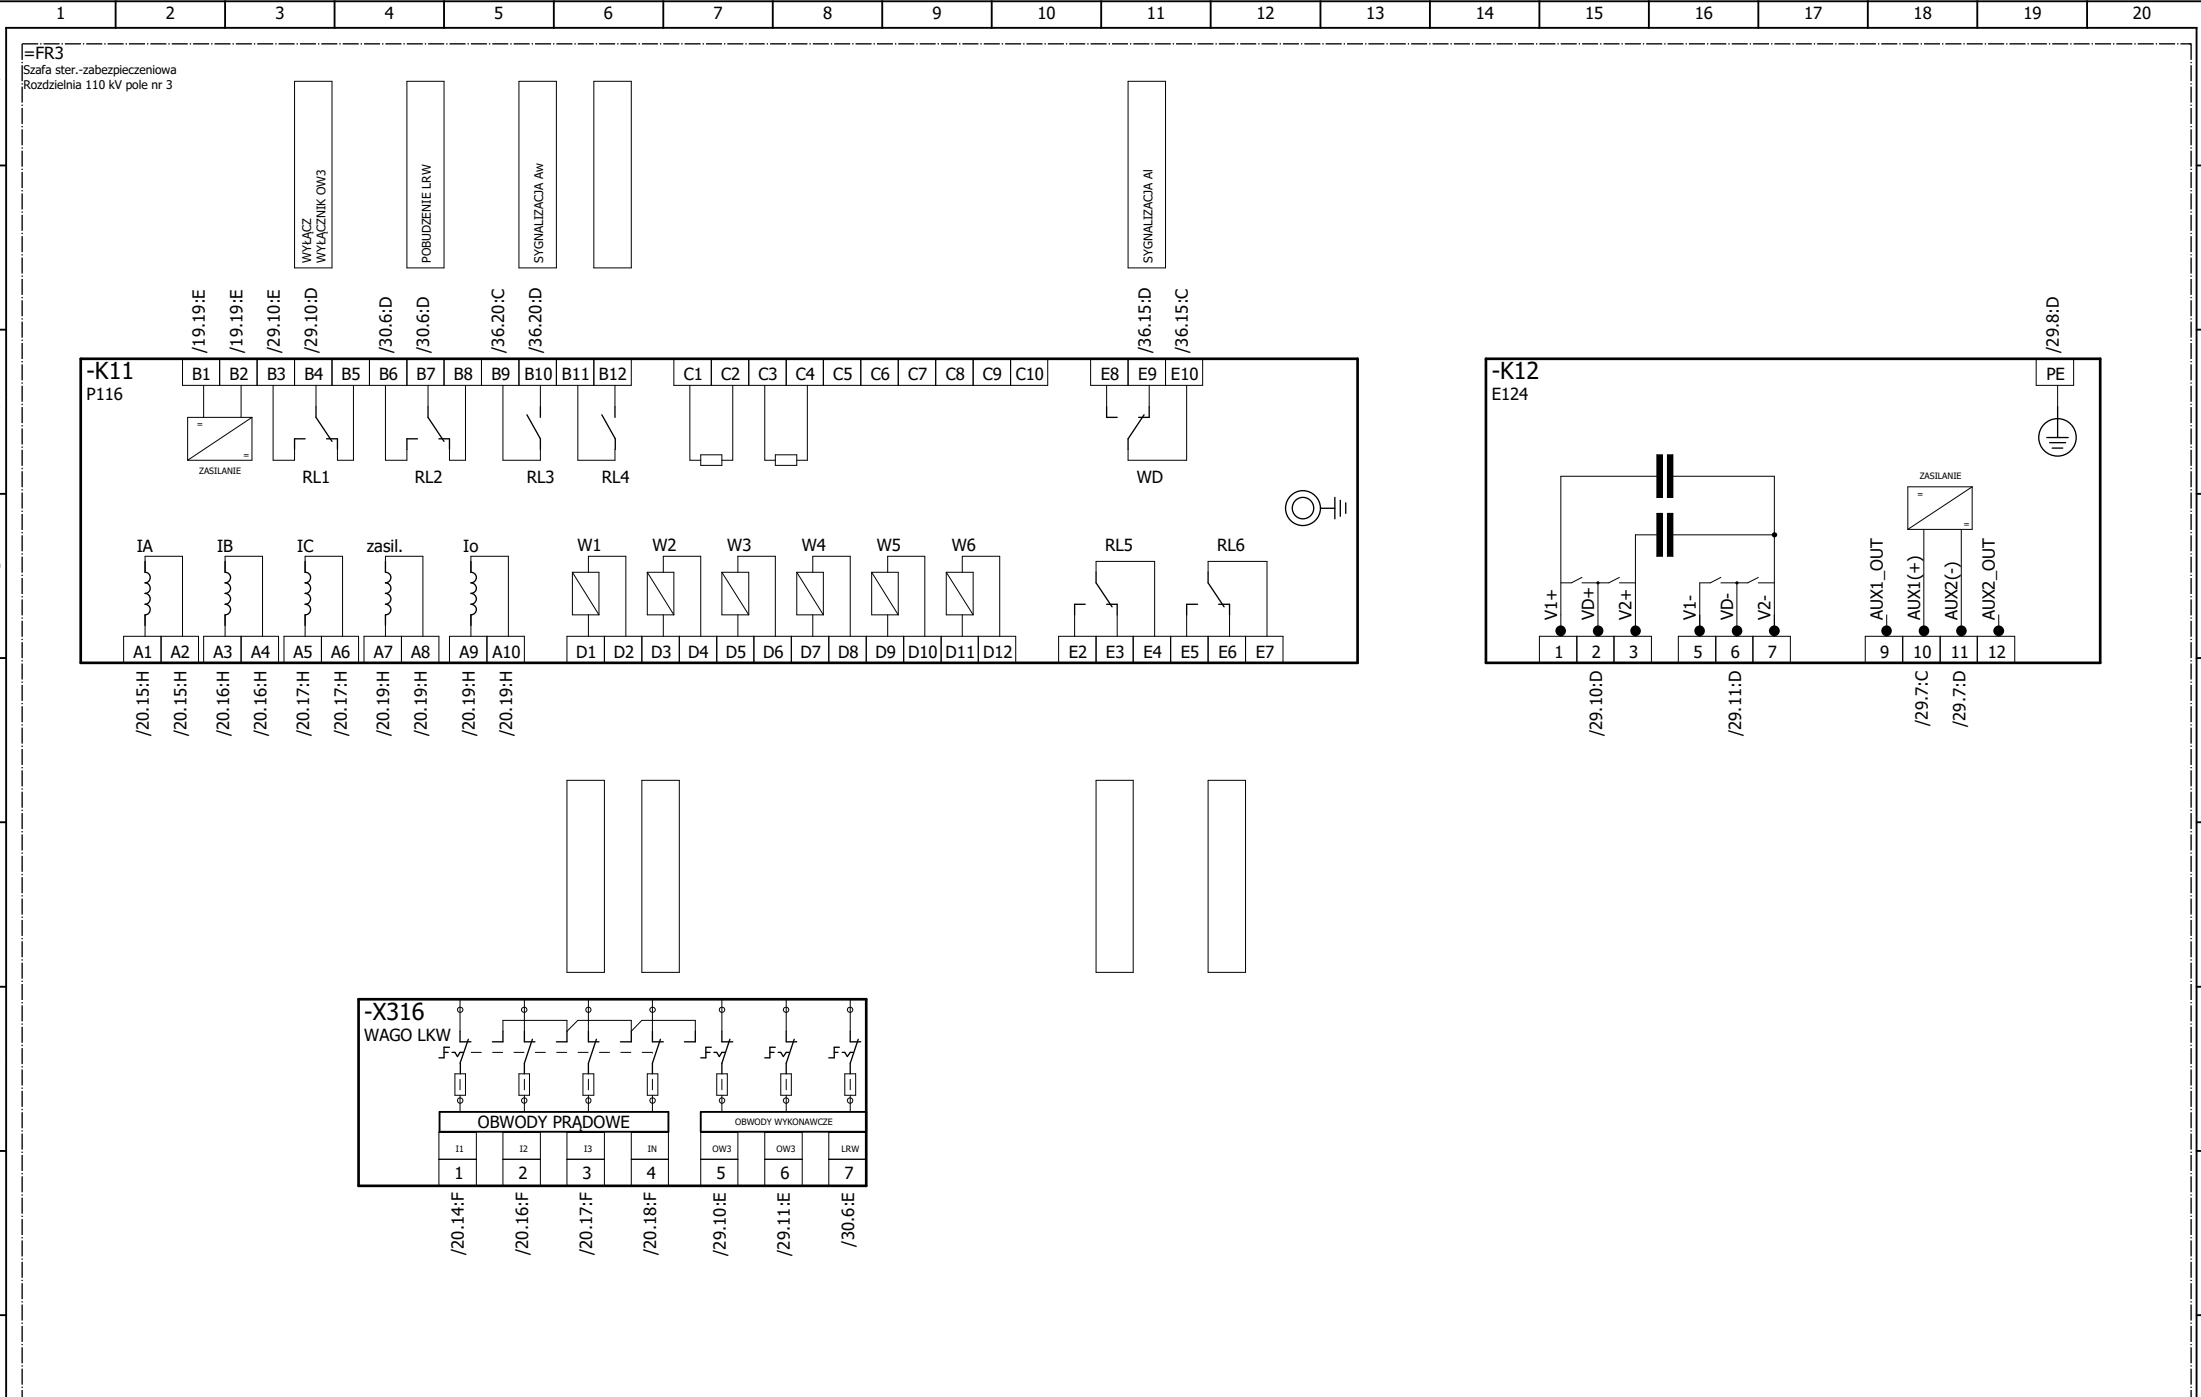 1 2 3 4 5 6 7 8 9 10 11 12 13 14 15 16 17 18 19 20
=FR3
Szafa ster.-zabezpieczeniowa
Rozdzielnia 110 kV pole nr 3
WYŁĄCZ
WYŁĄCZNIK OW3
POBUDZENIE LRW
SYGNALIZACJA Aw
SYGNALIZACJA Al
/19.19:E /19.19:E /29.10:E /29.10:D /30.6:D /30.6:D /36.20:C /36.20:D /36.15:D /36.15:C
-K11
P116
B1 B2 B3 B4 B5 B6 B7 B8 B9 B10 B11 B12 C1 C2 C3 C4 C5 C6 C7 C8 C9 C10 E8 E9 E10
ZASILANIE
RL1 RL2 RL3 RL4 WD
IA IB IC zasil. Io W1 W2 W3 W4 W5 W6 RL5 RL6
A1 A2 A3 A4 A5 A6 A7 A8 A9 A10 D1 D2 D3 D4 D5 D6 D7 D8 D9 D10 D11 D12 E2 E3 E4 E5 E6 E7
/20.15:H /20.15:H /20.16:H /20.16:H /20.17:H /20.17:H /20.19:H /20.19:H /20.19:H /20.19:H
/29.8:D
-K12
E124
PE
ZASILANIE
V1+ VD+ V2+ V1- VD- V2- AUX1_OUT AUX1(+) AUX2(-) AUX2_OUT
1 2 3 5 6 7 9 10 11 12
/29.10:D /29.11:D /29.7:C /29.7:D
-X316
WAGO LKW
OBWODY PRĄDOWE
OBWODY WYKONAWCZE
I1 I2 I3 IN OW3 OW3 LRW
1 2 3 4 5 6 7
/20.14:F /20.16:F /20.17:F /20.18:F /29.10:E /29.11:E /30.6:E